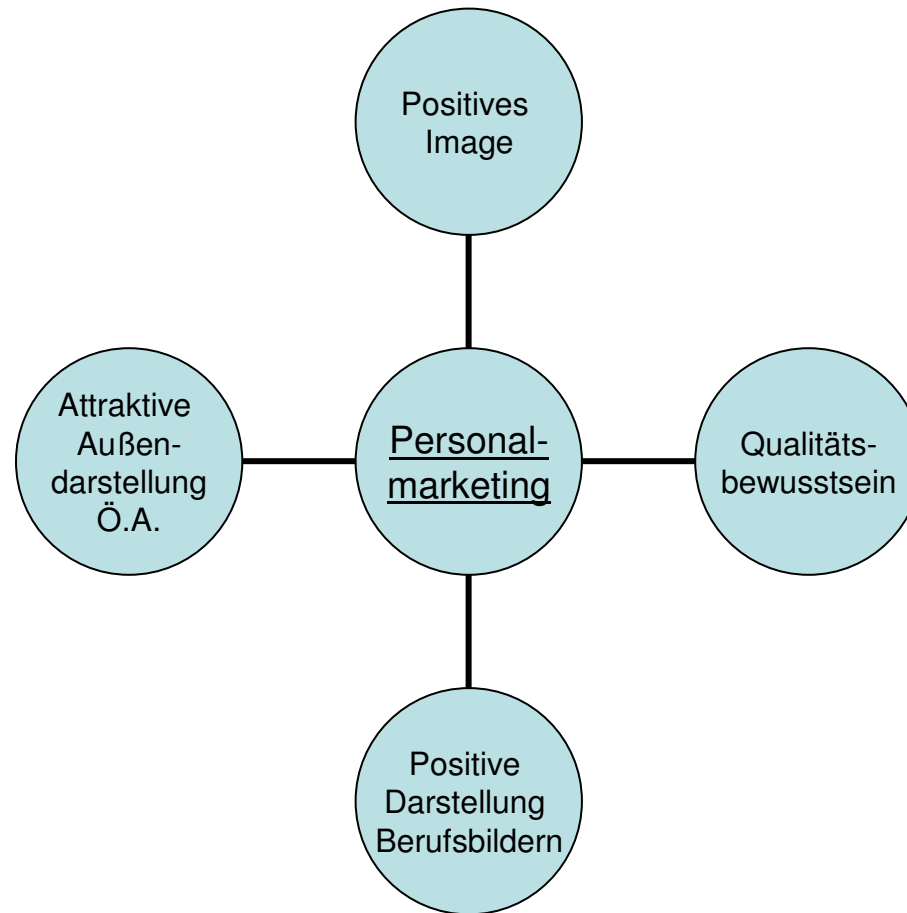 Positives
Image
Attraktive
Außen-
darstellung
Ö.A.
Personal-
marketing
Qualitäts-
bewusstsein
Positive
Darstellung
Berufsbildern